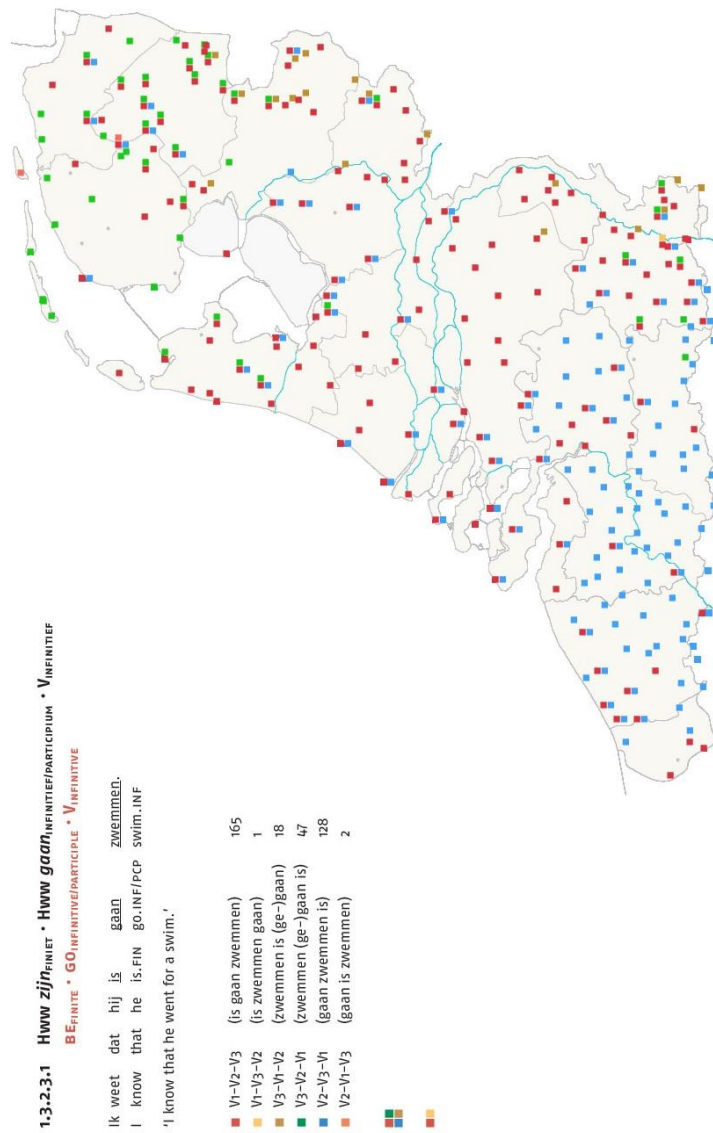 1.3.2.3.1 Hww zijnFINIET • Hww gaanINFINITIEF/PARTICIPIUM • VINFINITIEF
BEFINITE • GOINFINITIVE/PARTICIPLE • VINFINITIVE
Ik weet dat hij is gaan zwemmen.
I know that he is.FIN go.INF/PCP swim.INF
'I know that he went for a swim.'
V1-V2-V3 (is gaan zwemmen) 165
V1-V3-V2 (is zwemmen gaan) 1
V3-V1-V2 (zwemmen is (ge-)gaan) 18
V3-V2-V1 (zwemmen (ge-)gaan is) 47
V2-V3-V1 (gaan zwemmen is) 128
V2-V1-V3 (gaan is zwemmen) 2